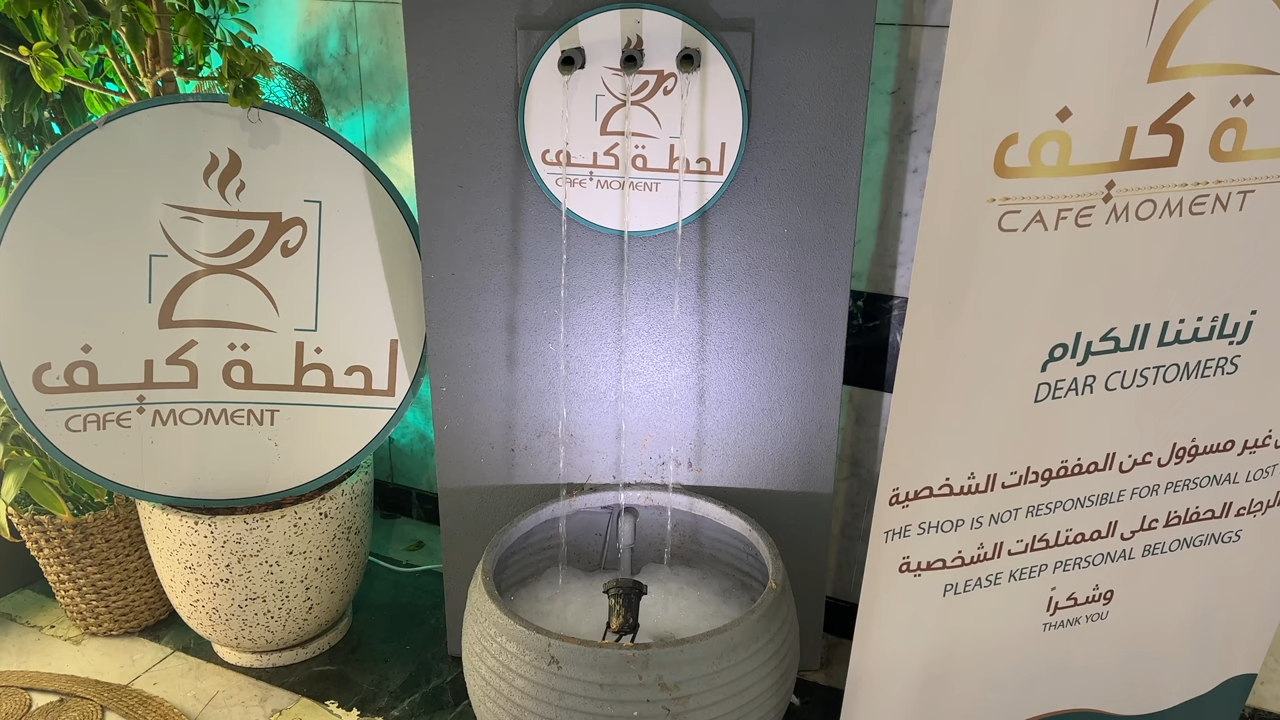 لحظة كيف
CAFE MOMENT
لحظة كيف
CAFE MOMENT
كيف
CAFE MOMENT
زبائننا الكرام
DEAR CUSTOMERS
غير مسؤول عن المفقودات الشخصية
THE SHOP IS NOT RESPONSIBLE FOR PERSONAL LOST
الرجاء الحفاظ على الممتلكات الشخصية
PLEASE KEEP PERSONAL BELONGINGS
وشكراً
THANK YOU